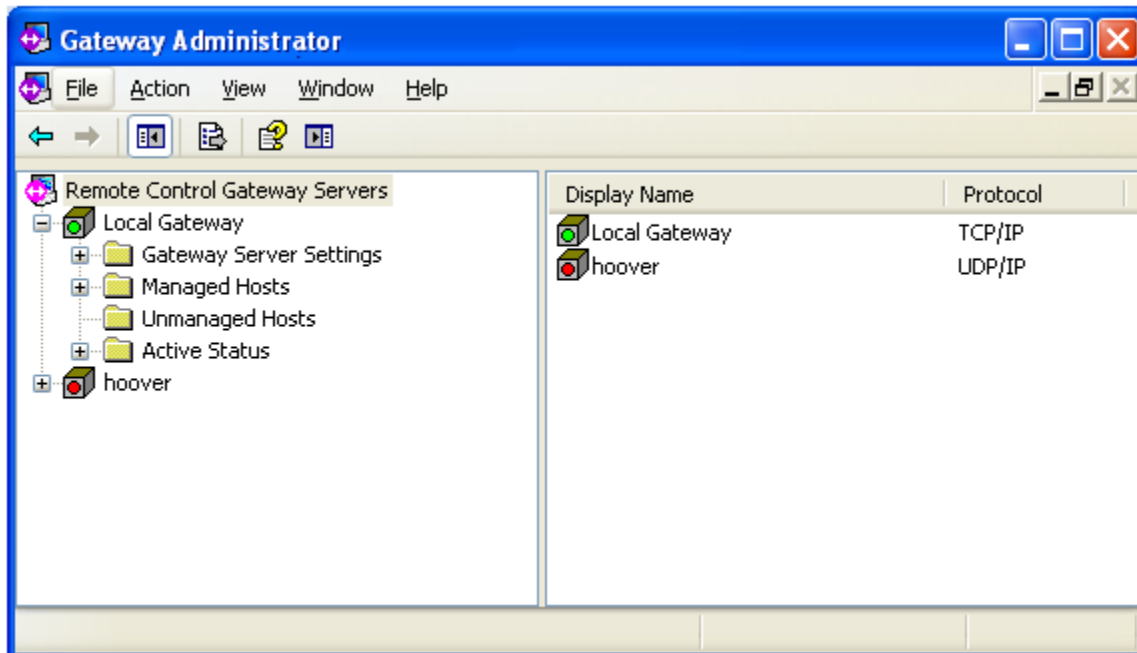 Gateway Administrator
File Action View Window Help
Remote Control Gateway Servers
Local Gateway
Gateway Server Settings
Managed Hosts
Unmanaged Hosts
Active Status
hoover
Display Name Protocol
Local Gateway TCP/IP
hoover UDP/IP